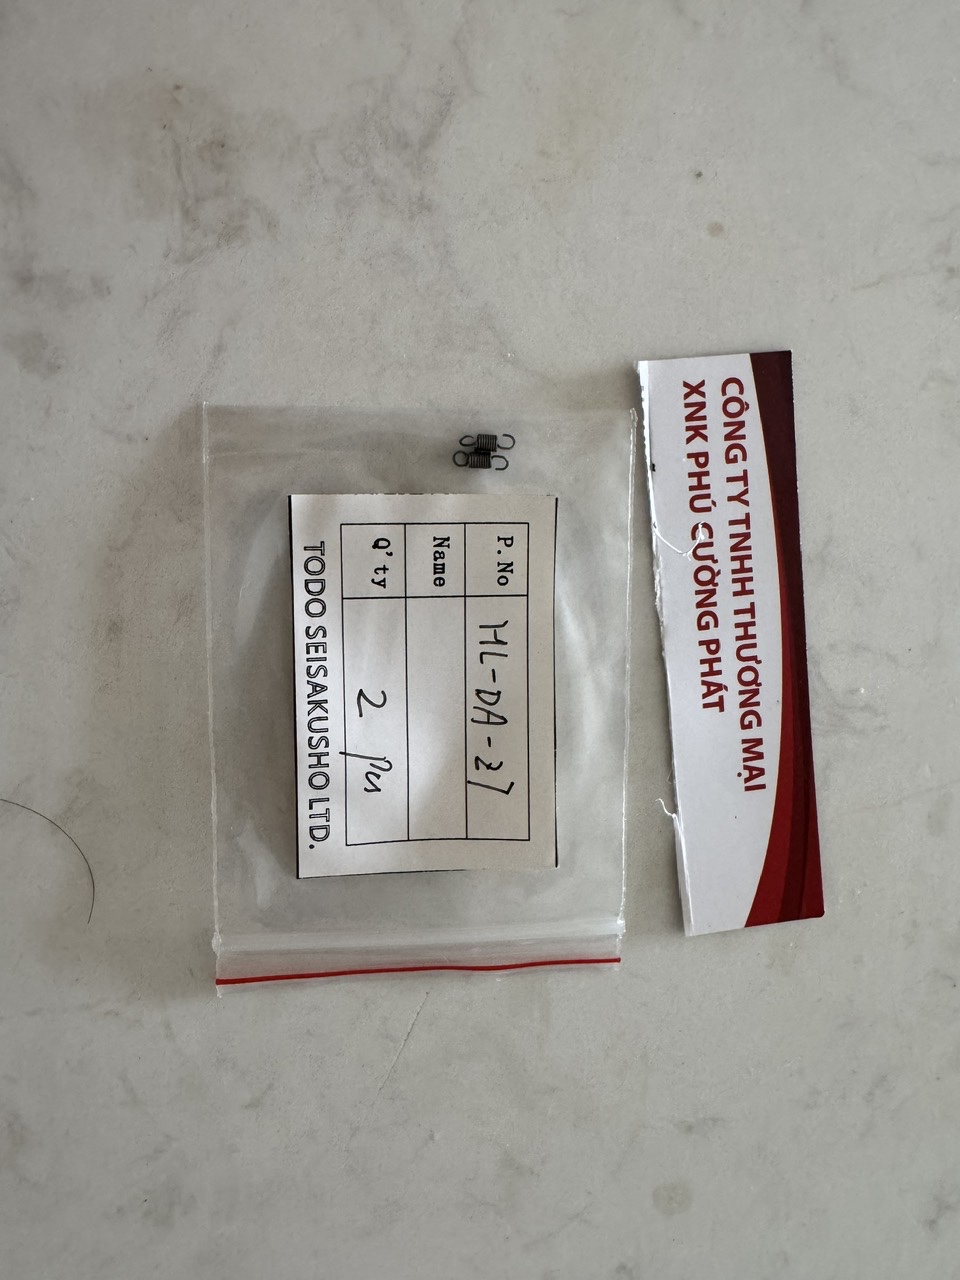 P.No HL-DA-27
Name
Q'ty 2 pcs
TODO SEISAKUSHO LTD.
CÔNG TY TNHH THƯƠNG MẠI
XNK PHÚ CƯỜNG PHÁT